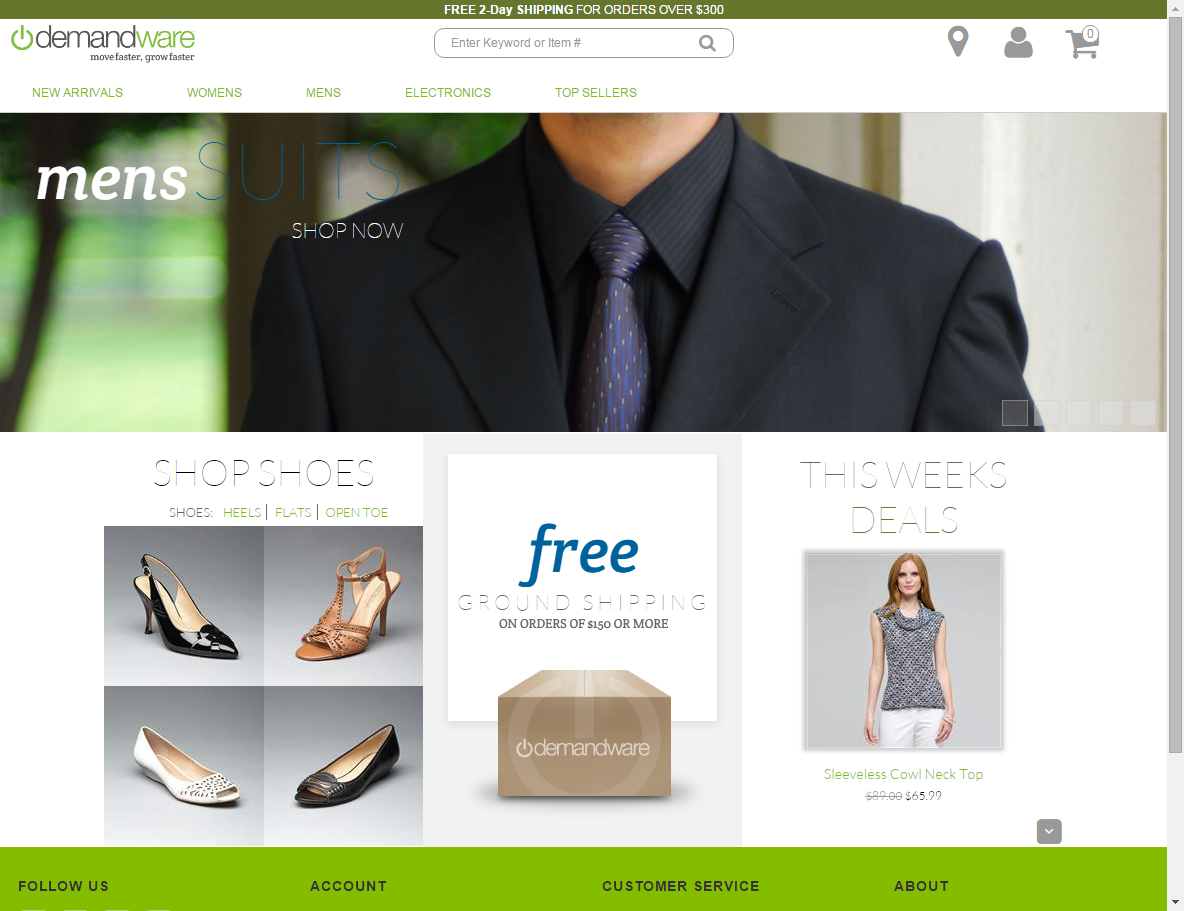 FREE 2-Day SHIPPING FOR ORDERS OVER $300
demandware
move faster, grow faster
Enter Keyword or Item #
0
NEW ARRIVALS WOMENS MENS ELECTRONICS TOP SELLERS
mens SUITS
SHOP NOW
SHOP SHOES
SHOES: HEELS FLATS OPEN TOE
free
GROUND SHIPPING
ON ORDERS OF $150 OR MORE
demandware
THIS WEEKS
DEALS
Sleeveless Cowl Neck Top
$89.00 $65.99
FOLLOW US ACCOUNT CUSTOMER SERVICE ABOUT